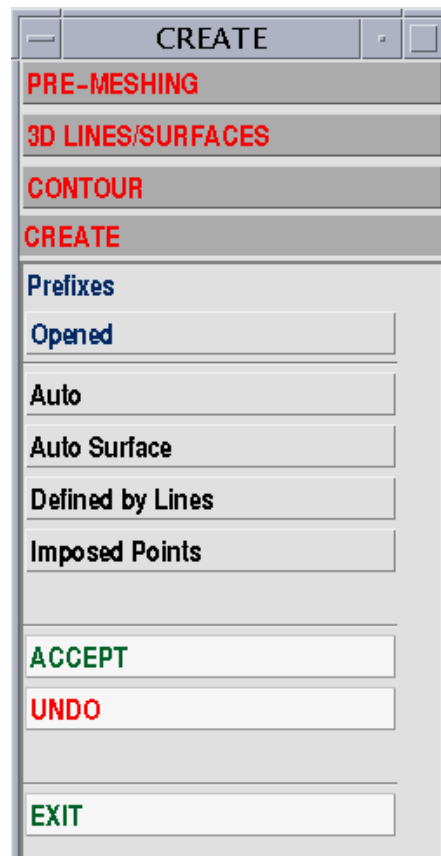 CREATE
PRE-MESHING
3D LINES/SURFACES
CONTOUR
CREATE
Prefixes
Opened
Auto
Auto Surface
Defined by Lines
Imposed Points
ACCEPT
UNDO
EXIT